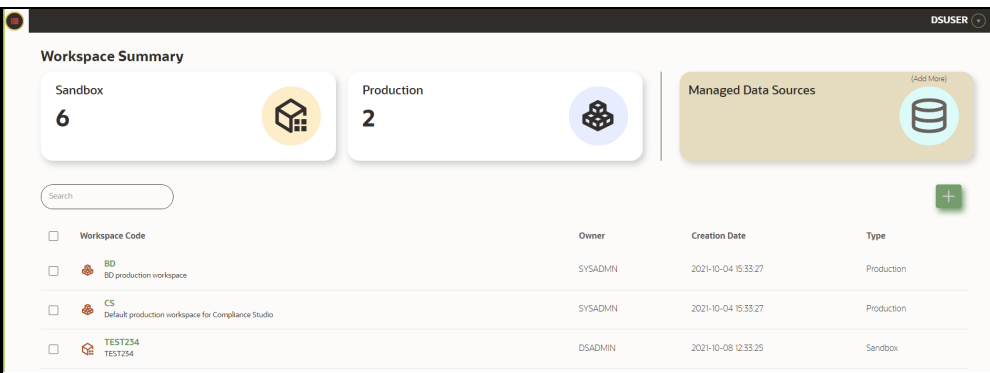 DSUSER
Workspace Summary
Sandbox
6
Production
2
(Add More)
Managed Data Sources
Search
Workspace Code Owner Creation Date Type
BD
BD production workspace
SYSADMN 2021-10-04 15:33:27 Production
CS
Default production workspace for Compliance Studio
SYSADMN 2021-10-04 15:33:27 Production
TEST234
TEST234
DSADMIN 2021-10-08 12:33:25 Sandbox